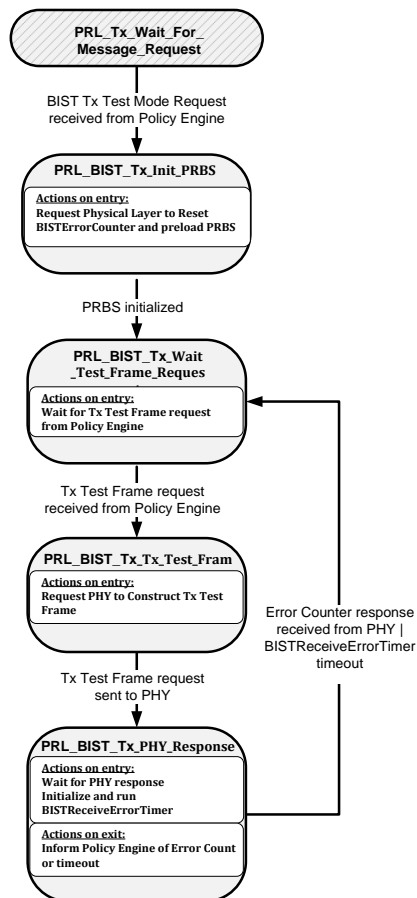 PRL_Tx_Wait_For_
Message_Request
BIST Tx Test Mode Request
received from Policy Engine
PRL_BIST_Tx_Init_PRBS
Actions on entry:
Request Physical Layer to Reset
BISTErrorCounter and preload PRBS
PRBS initialized
PRL_BIST_Tx_Wait
_Test_Frame_Reques
Actions on entry:
Wait for Tx Test Frame request
from Policy Engine
Tx Test Frame request
received from Policy Engine
PRL_BIST_Tx_Tx_Test_Fram
Actions on entry:
Request PHY to Construct Tx Test
Frame
Error Counter response
received from PHY |
BISTReceiveErrorTimer
timeout
Tx Test Frame request
sent to PHY
PRL_BIST_Tx_PHY_Response
Actions on entry:
Wait for PHY response
Initialize and run
BISTReceiveErrorTimer
Actions on exit:
Inform Policy Engine of Error Count
or timeout